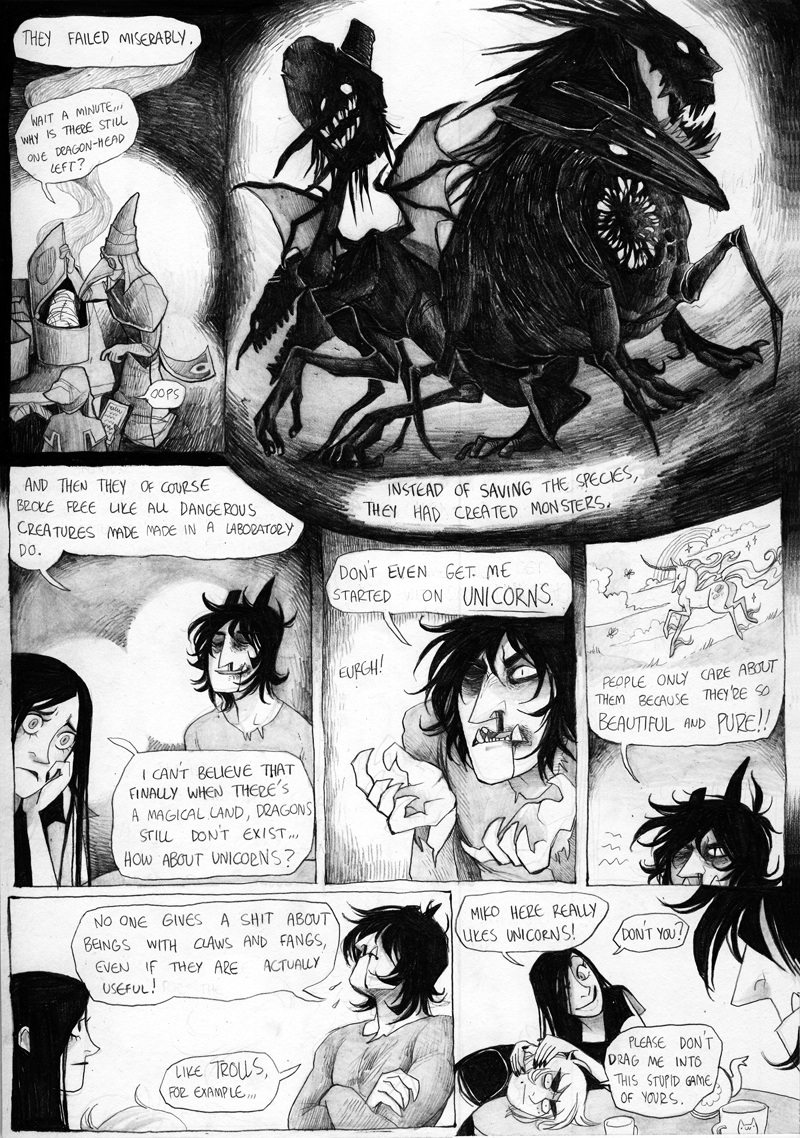 THEY FAILED MISERABLY.
WAIT A MINUTE...
WHY IS THERE STILL
ONE DRAGON-HEAD
LEFT?
OOPS
INSTEAD OF SAVING THE SPECIES,
THEY HAD CREATED MONSTERS.
AND THEN THEY OF COURSE
BROKE FREE LIKE ALL DANGEROUS
CREATURES MADE MADE IN A LABORATORY
DO.
I CAN'T BELIEVE THAT
FINALLY WHEN THERE'S
A MAGICAL LAND, DRAGONS
STILL DON'T EXIST...
HOW ABOUT UNICORNS?
DON'T EVEN GET ME
STARTED ON UNICORNS.
EURGH!
PEOPLE ONLY CARE ABOUT
THEM BECAUSE THEY'RE SO
BEAUTIFUL AND PURE!!
NO ONE GIVES A SHIT ABOUT
BEINGS WITH CLAWS AND FANGS,
EVEN IF THEY ARE ACTUALLY
USEFUL!
LIKE TROLLS,
FOR EXAMPLE...
MIKO HERE REALLY
LIKES UNICORNS!
DON'T YOU?
PLEASE DON'T
DRAG ME INTO
THIS STUPID GAME
OF YOURS.